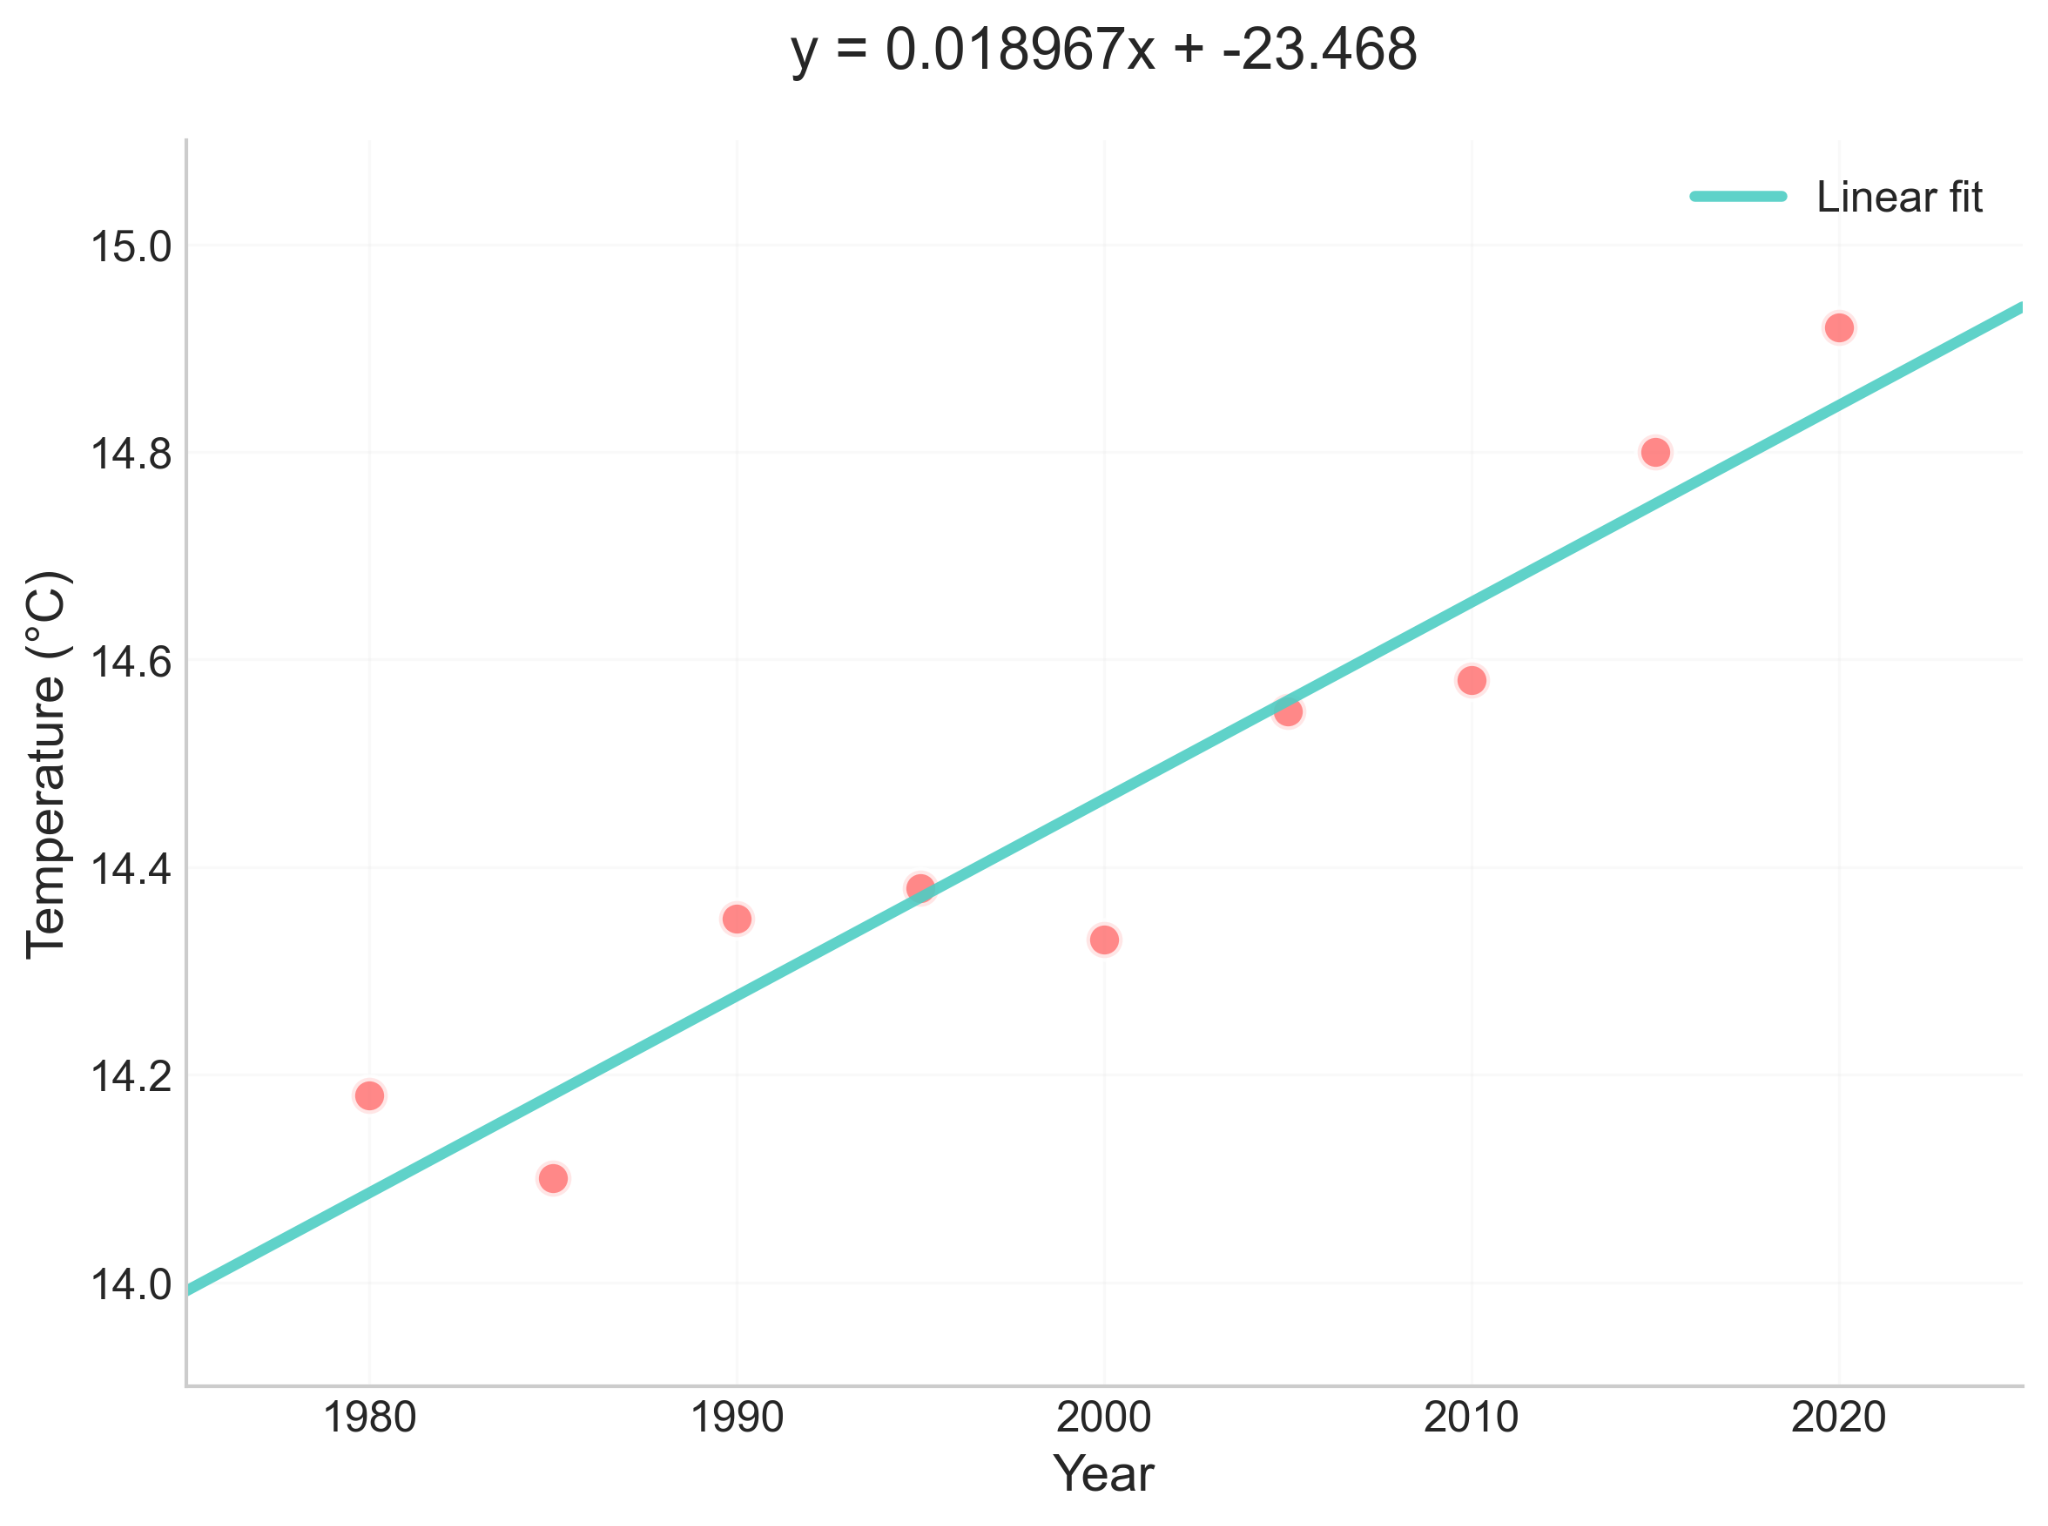 y = 0.018967x + -23.468
Linear fit
15.0
14.8
14.6
14.4
14.2
14.0
Temperature (°C)
1980 1990 2000 2010 2020
Year